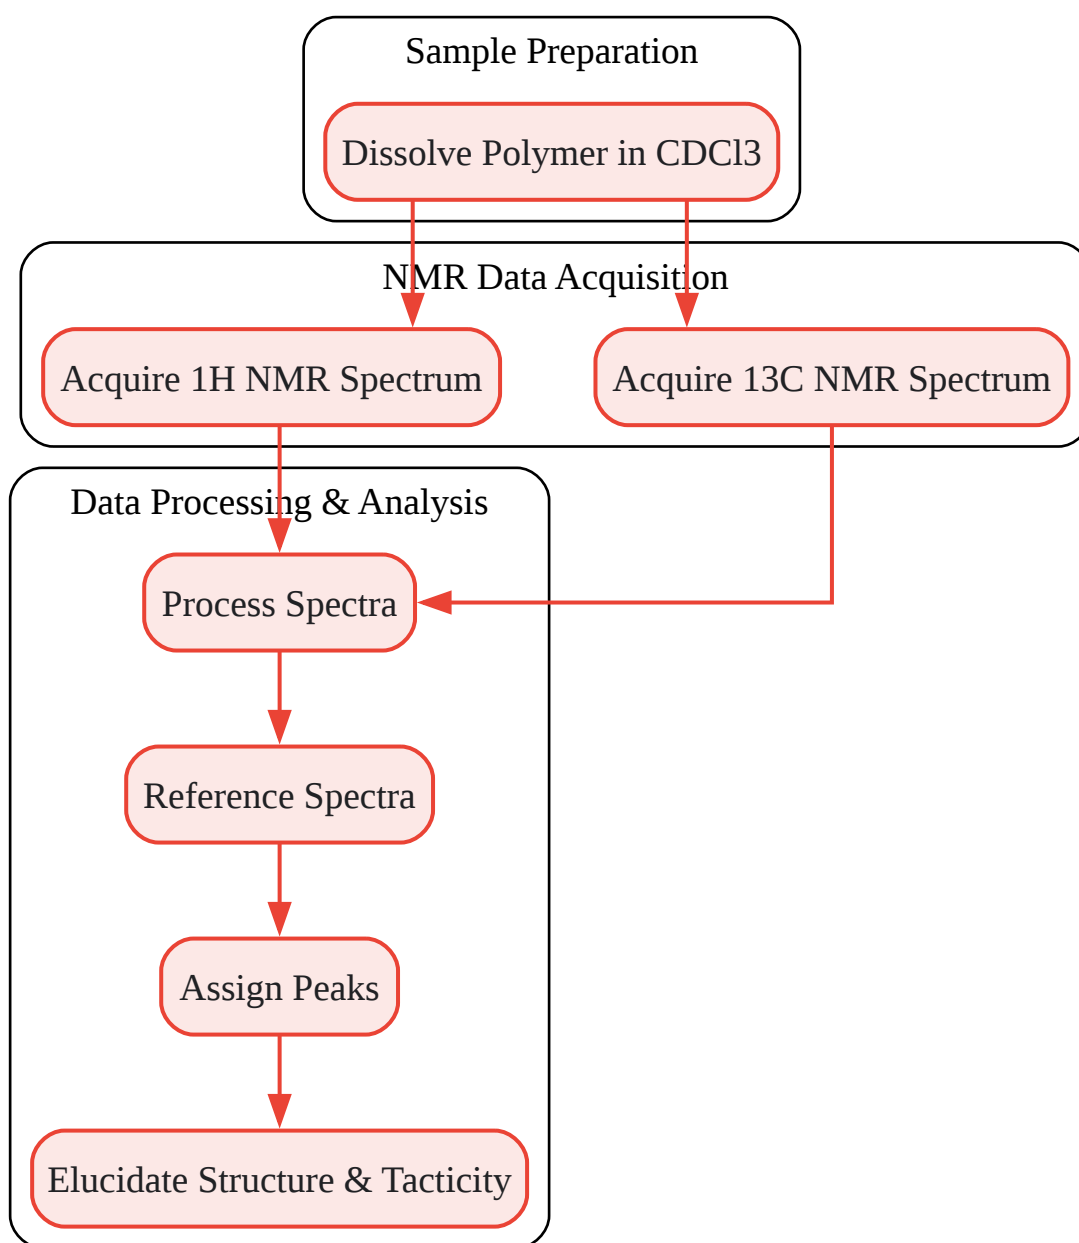 Sample Preparation
Dissolve Polymer in CDCl3
NMR Data Acquisition
Acquire 1H NMR Spectrum
Acquire 13C NMR Spectrum
Data Processing & Analysis
Process Spectra
Reference Spectra
Assign Peaks
Elucidate Structure & Tacticity